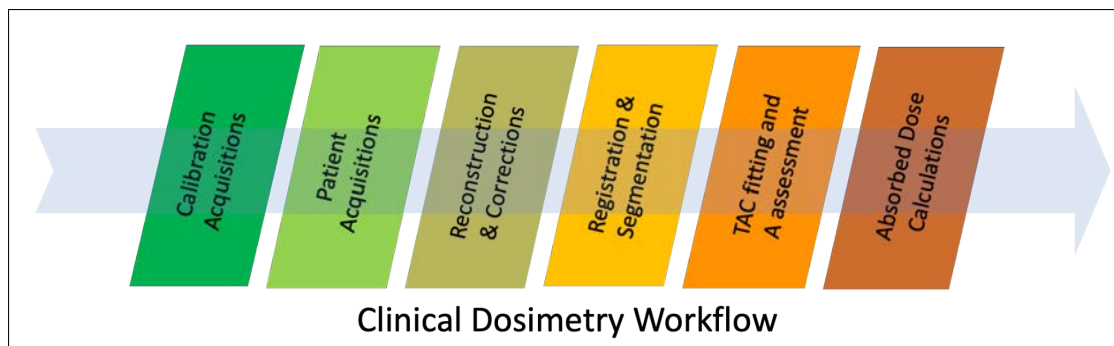 Calibration
Acquisitions
Patient
Acquisitions
Reconstruction
& Corrections
Registration &
Segmentation
TAC fitting and
A assessment
Absorbed Dose
Calculations
Clinical Dosimetry Workflow